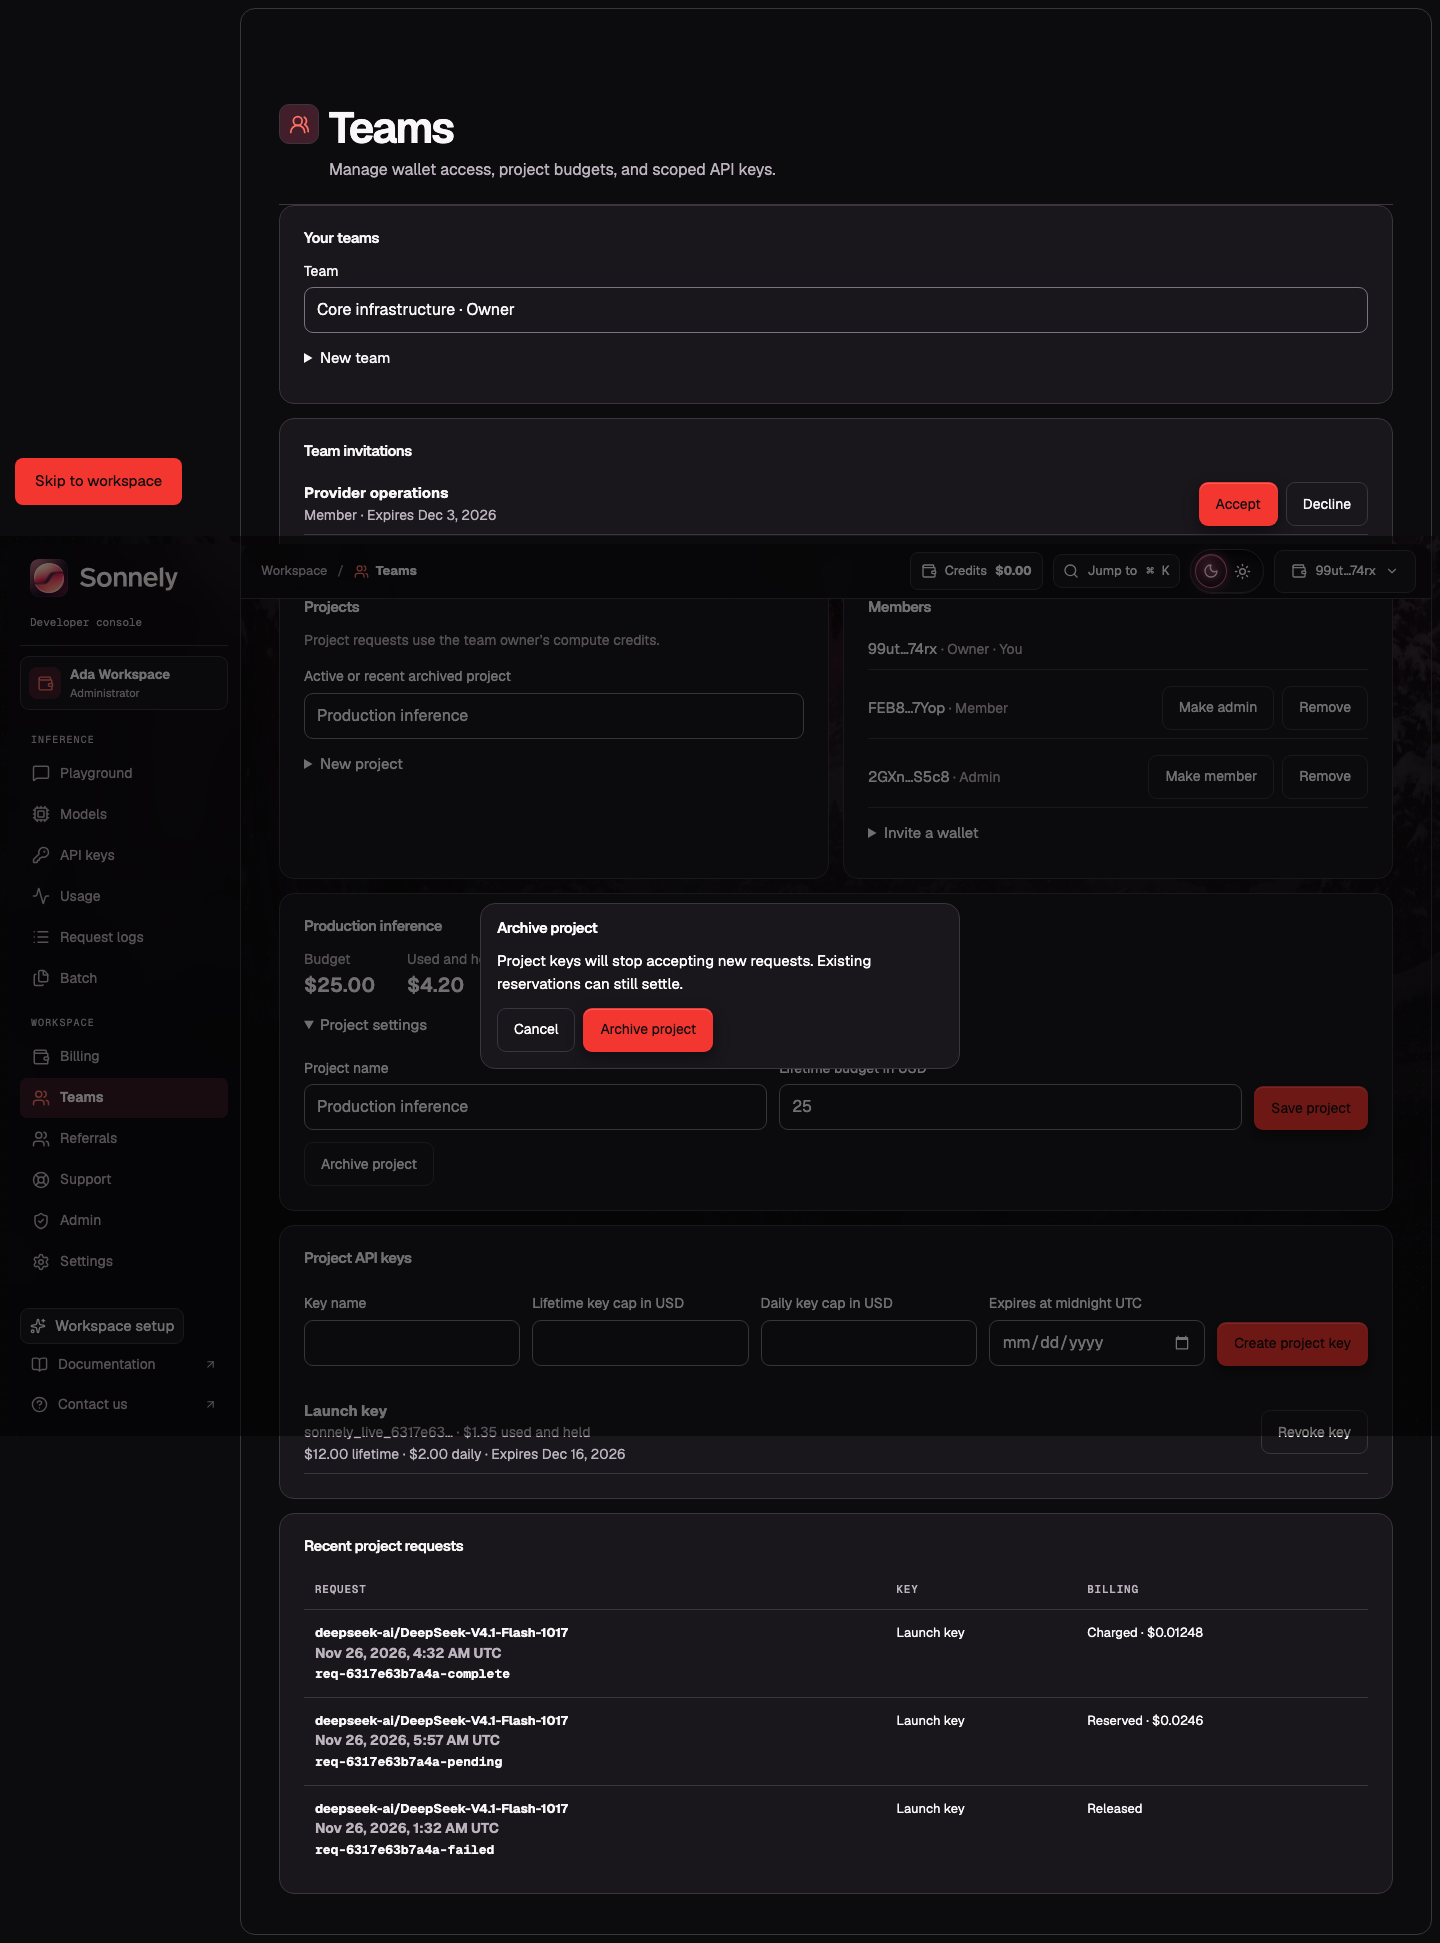 Teams
Manage wallet access, project budgets, and scoped API keys.
Your teams
Team
Core infrastructure · Owner
New team
Team invitations
Provider operations
Member · Expires Dec 3, 2026
Accept
Decline
Skip to workspace
Sonnely
Developer console
Ada Workspace
Administrator
INFERENCE
Playground
Models
API keys
Usage
Request logs
Batch
WORKSPACE
Billing
Teams
Referrals
Support
Admin
Settings
Workspace setup
Documentation
Contact us
Workspace / Teams
Credits $0.00
Jump to ⌘ K
99ut...74rx
Projects
Project requests use the team owner's compute credits.
Active or recent archived project
Production inference
New project
Members
99ut...74rx · Owner · You
FEB8...7Yop · Member
Make admin
Remove
2GXn...S5c8 · Admin
Make member
Remove
Invite a wallet
Production inference
Budget
$25.00
Used and he
$4.20
Project settings
Archive project
Project keys will stop accepting new requests. Existing
reservations can still settle.
Cancel
Archive project
Project name
Production inference
Lifetime budget in USD
25
Save project
Archive project
Project API keys
Key name
Lifetime key cap in USD
Daily key cap in USD
Expires at midnight UTC
mm/dd/yyyy
Create project key
Launch key
sonnely_live_6317e63... · $1.35 used and held
$12.00 lifetime · $2.00 daily · Expires Dec 16, 2026
Revoke key
Recent project requests
REQUEST KEY BILLING
deepseek-ai/DeepSeek-V4.1-Flash-1017 Launch key Charged · $0.01248
Nov 26, 2026, 4:32 AM UTC
req-6317e63b7a4a-complete
deepseek-ai/DeepSeek-V4.1-Flash-1017 Launch key Reserved · $0.0246
Nov 26, 2026, 5:57 AM UTC
req-6317e63b7a4a-pending
deepseek-ai/DeepSeek-V4.1-Flash-1017 Launch key Released
Nov 26, 2026, 1:32 AM UTC
req-6317e63b7a4a-failed